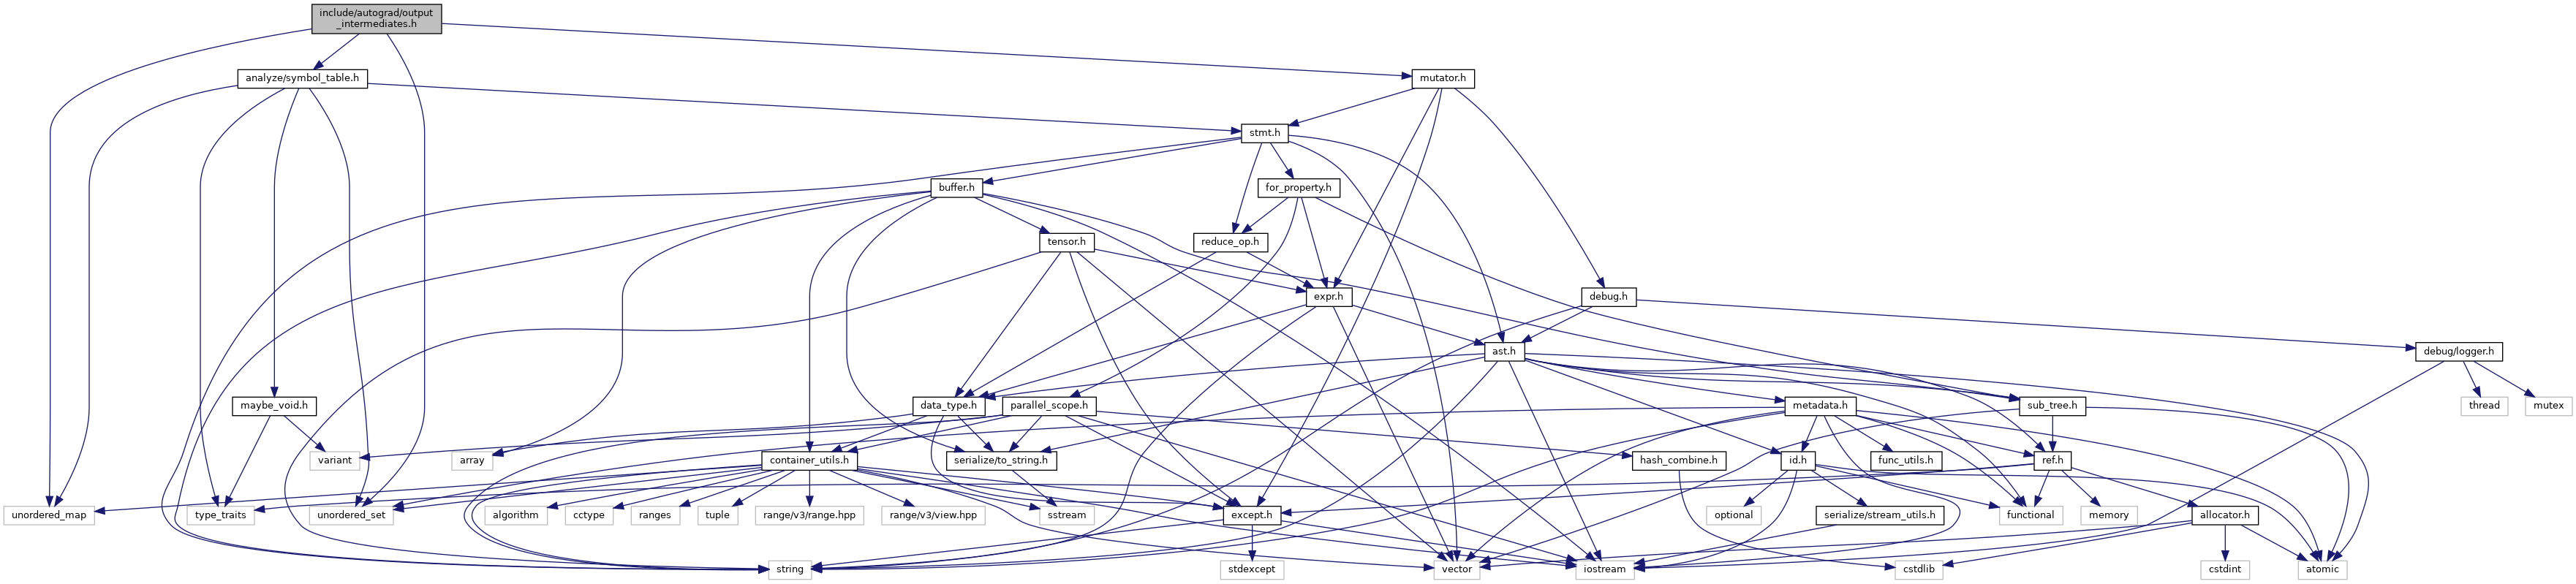 include/autograd/output
_intermediates.h
analyze/symbol_table.h
mutator.h
stmt.h
buffer.h
for_property.h
tensor.h
reduce_op.h
expr.h
debug.h
ast.h
debug/logger.h
maybe_void.h
data_type.h
parallel_scope.h
metadata.h
sub_tree.h
thread
mutex
variant
array
container_utils.h
serialize/to_string.h
hash_combine.h
id.h
func_utils.h
ref.h
unordered_map
type_traits
unordered_set
algorithm
cctype
ranges
tuple
range/v3/range.hpp
range/v3/view.hpp
sstream
except.h
optional
serialize/stream_utils.h
functional
memory
allocator.h
string
stdexcept
vector
iostream
cstdlib
cstdint
atomic